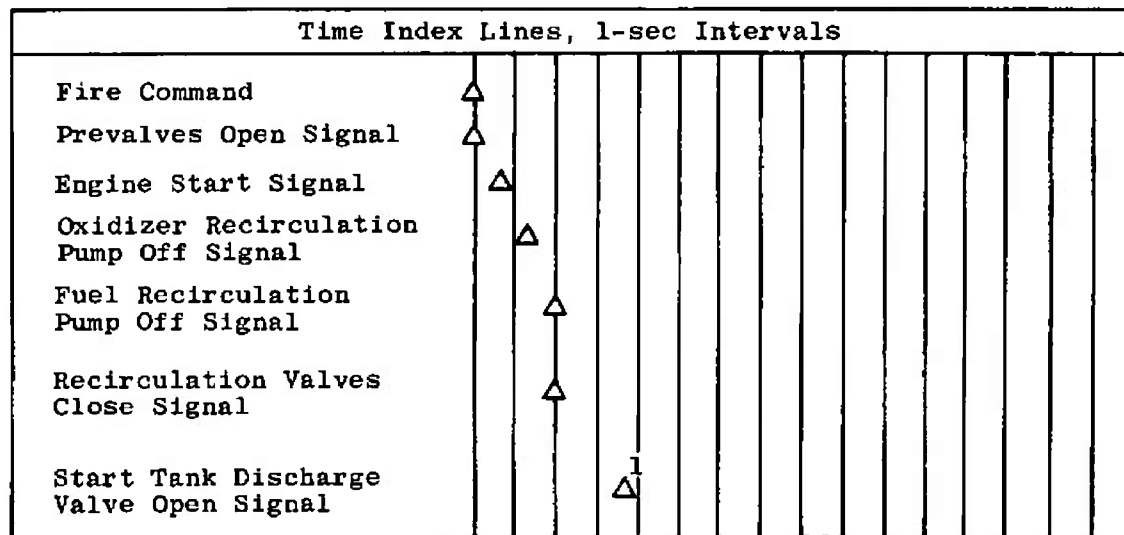 Time Index Lines, 1-sec Intervals
Fire Command
Prevalves Open Signal
Engine Start Signal
Oxidizer Recirculation
Pump Off Signal
Fuel Recirculation
Pump Off Signal
Recirculation Valves
Close Signal
1
Start Tank Discharge
Valve Open Signal